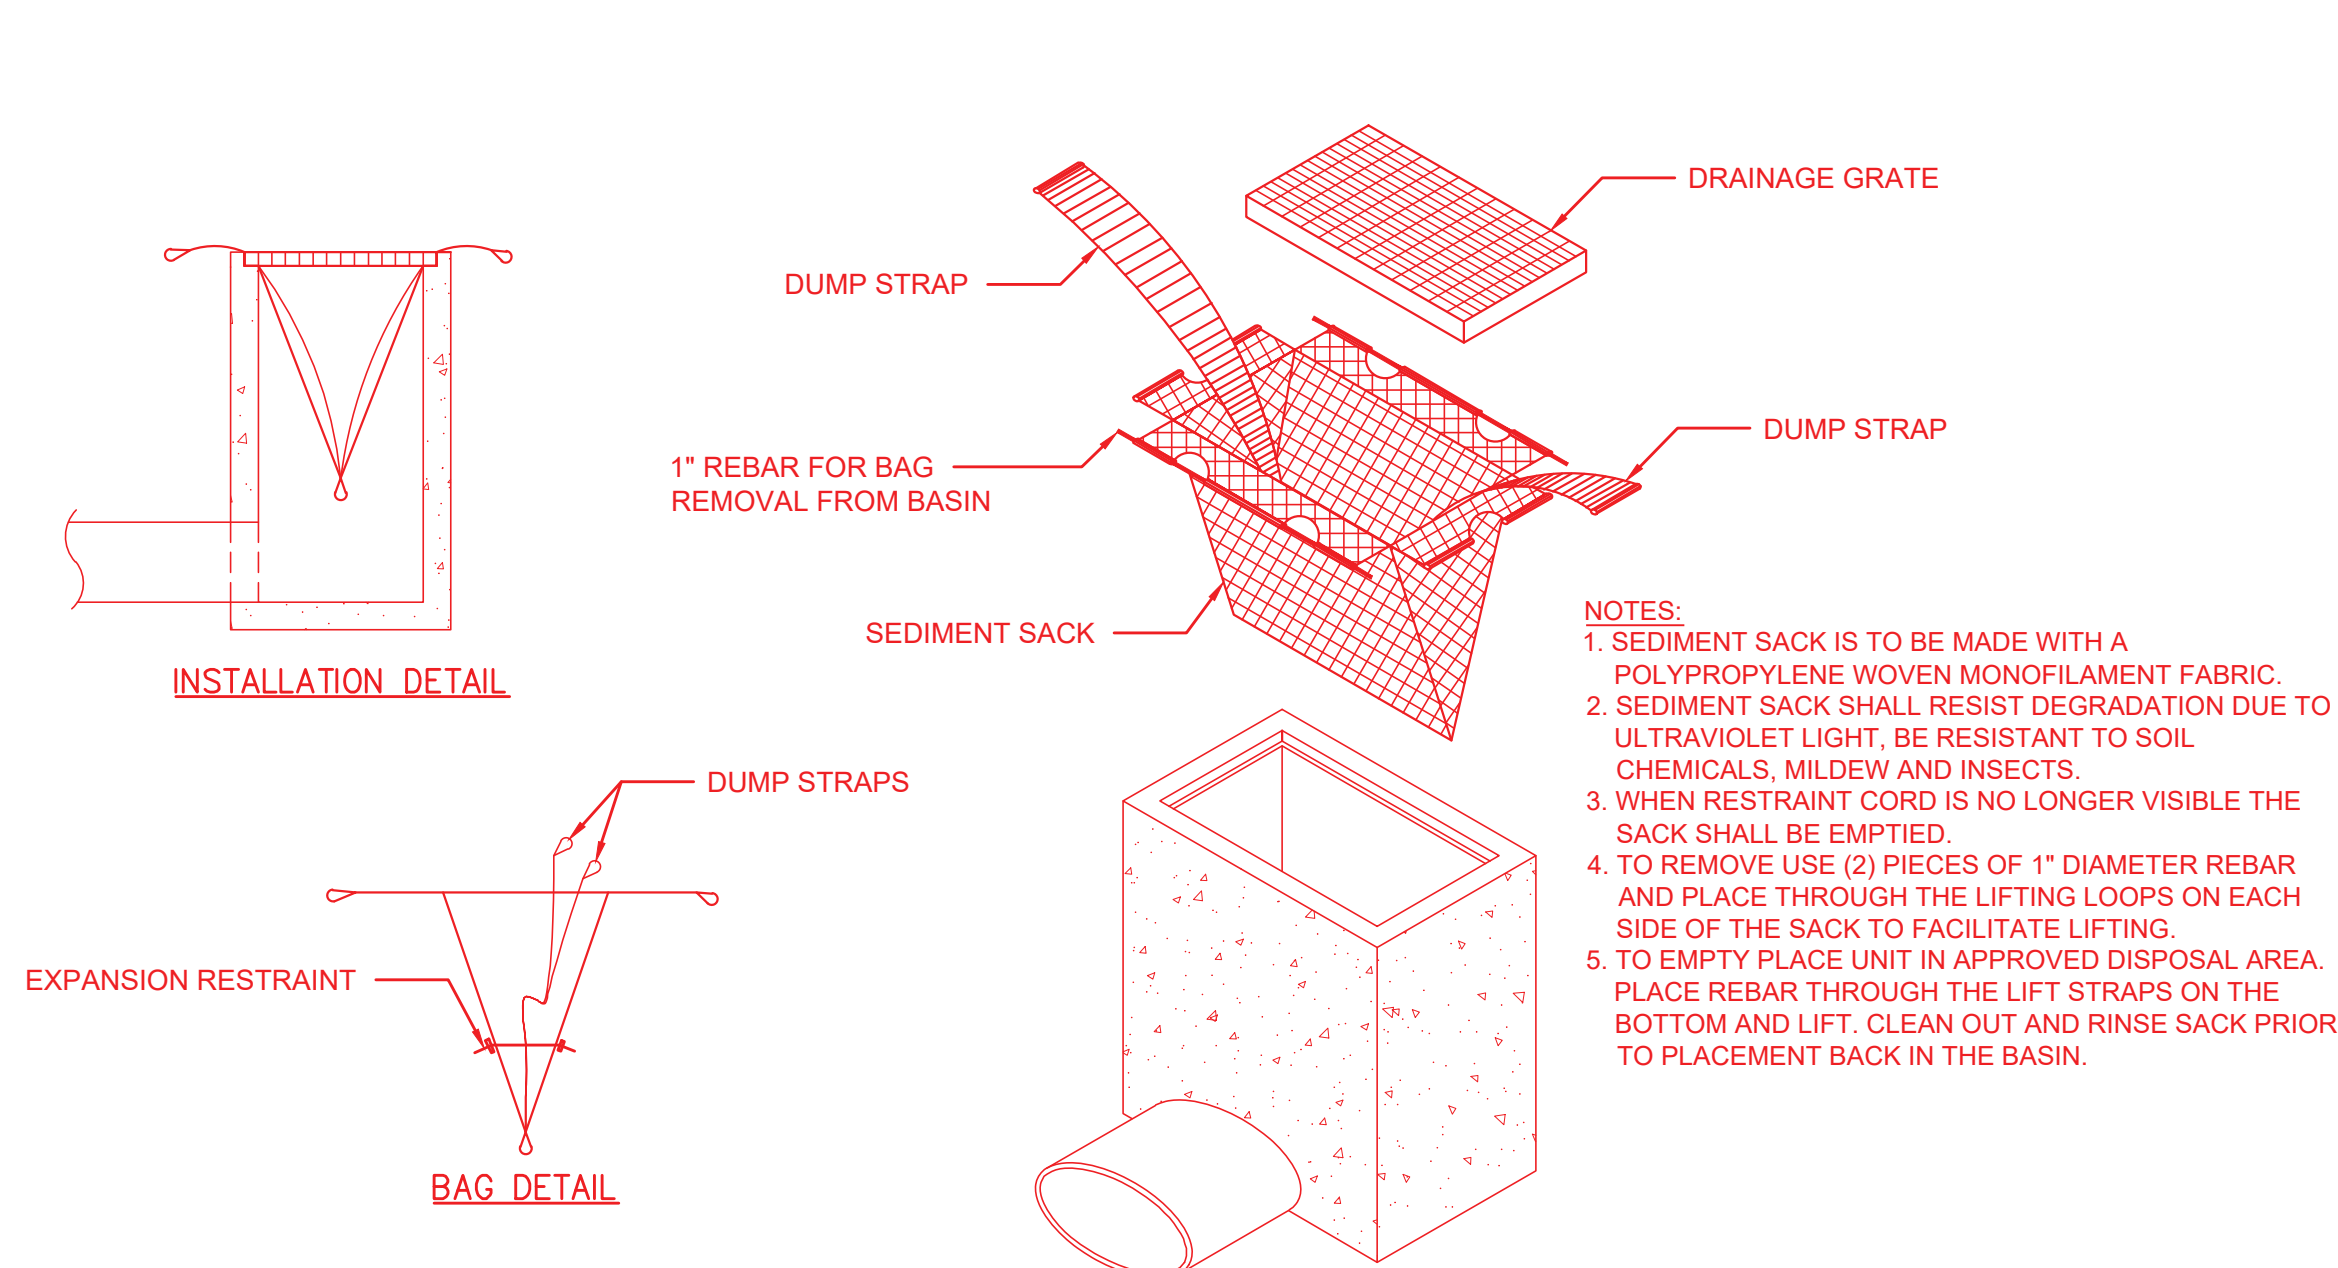 DRAINAGE GRATE
DUMP STRAP
DUMP STRAP
1" REBAR FOR BAG
REMOVAL FROM BASIN
SEDIMENT SACK
INSTALLATION DETAIL
DUMP STRAPS
EXPANSION RESTRAINT
BAG DETAIL
NOTES:
1. SEDIMENT SACK IS TO BE MADE WITH A
POLYPROPYLENE WOVEN MONOFILAMENT FABRIC.
2. SEDIMENT SACK SHALL RESIST DEGRADATION DUE TO
ULTRAVIOLET LIGHT, BE RESISTANT TO SOIL
CHEMICALS, MILDEW AND INSECTS.
3. WHEN RESTRAINT CORD IS NO LONGER VISIBLE THE
SACK SHALL BE EMPTIED.
4. TO REMOVE USE (2) PIECES OF 1" DIAMETER REBAR
AND PLACE THROUGH THE LIFTING LOOPS ON EACH
SIDE OF THE SACK TO FACILITATE LIFTING.
5. TO EMPTY PLACE UNIT IN APPROVED DISPOSAL AREA.
PLACE REBAR THROUGH THE LIFT STRAPS ON THE
BOTTOM AND LIFT. CLEAN OUT AND RINSE SACK PRIOR
TO PLACEMENT BACK IN THE BASIN.